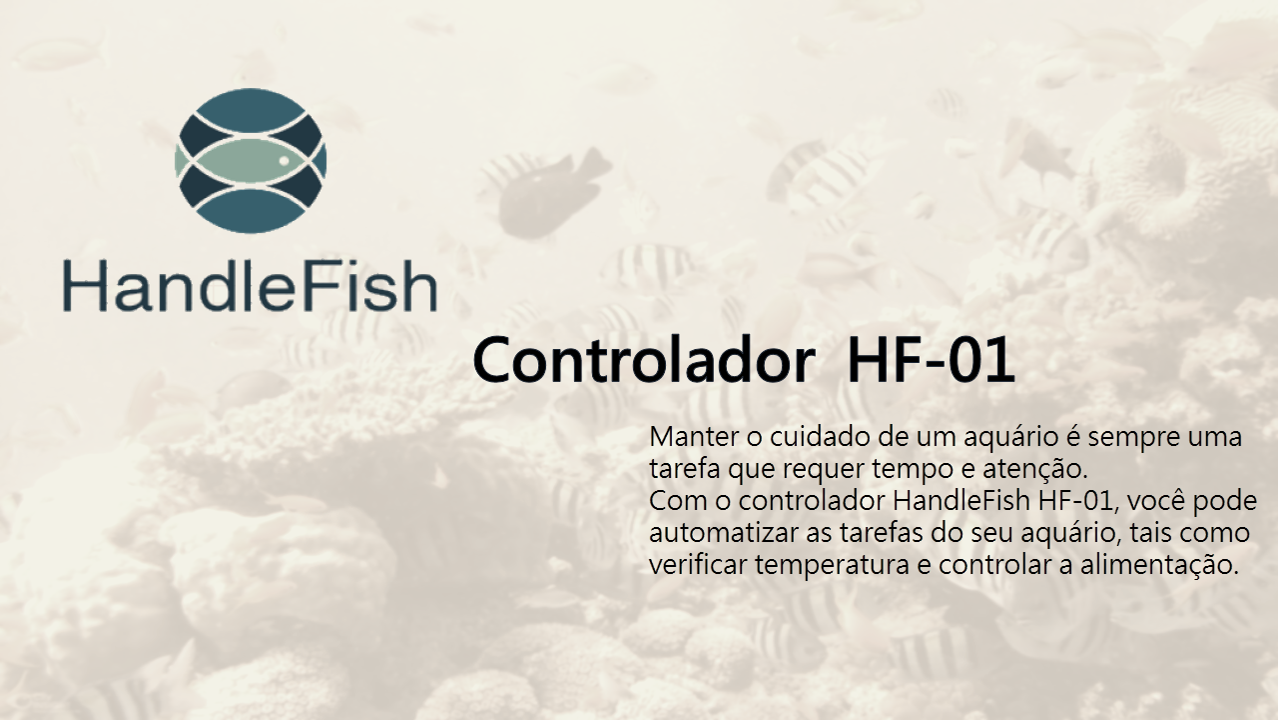 HandleFish
Controlador HF-01
Manter o cuidado de um aquário é sempre uma
tarefa que requer tempo e atenção.
Com o controlador HandleFish HF-01, você pode
automatizar as tarefas do seu aquário, tais como
verificar temperatura e controlar a alimentação.